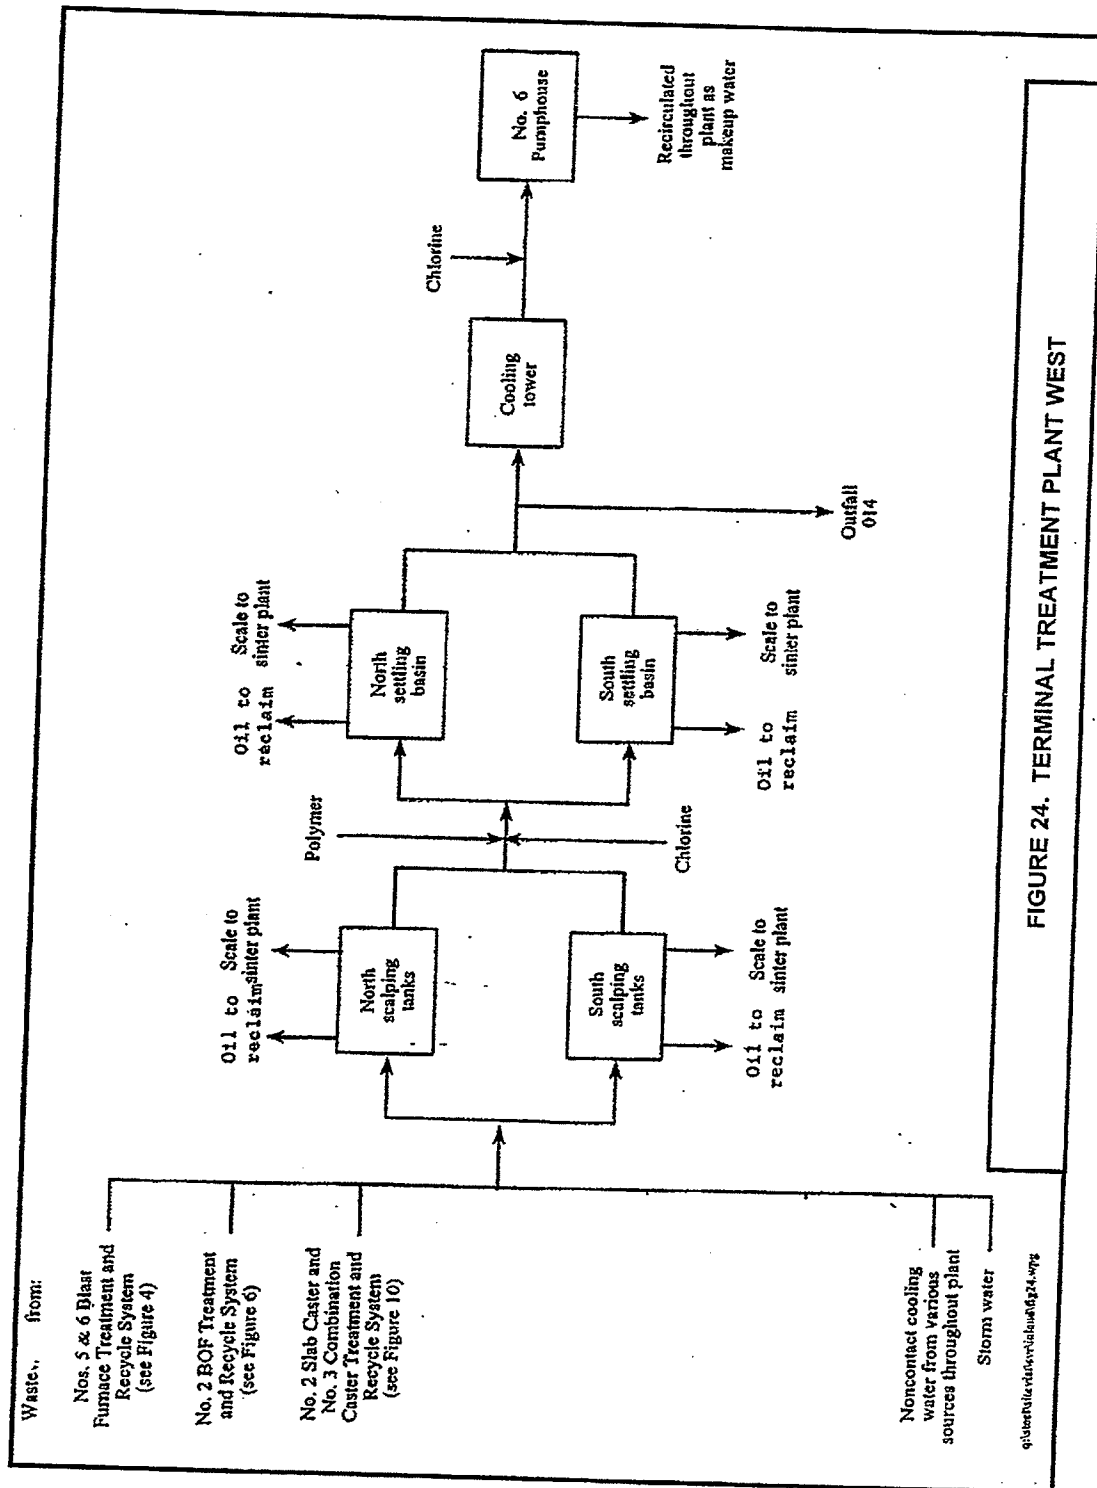 Waste
from:
Nos. 5 & 6 Blast
Furnace Treatment and
Recycle System
(see Figure 4)
No. 2 BOF Treatment
and Recycle System
(see Figure 6)
No. 2 Slab Caster and
No. 3 Combination
Caster Treatment and
Recycle Systems
(see Figure 10)
Noncontact cooling
water from various
sources throughout plant
Storm water
Oil to
reclaim
Scale to
sinter plant
North
scalping
tanks
South
scalping
tanks
Oil to
reclaim
Scale to
sinter plant
Polymer
Chlorine
Oil to
reclaim
Scale to
sinter plant
North
settling
basin
South
settling
basin
Oil to
reclaim
Scale to
sinter plant
Outfall
014
Cooling
tower
Chlorine
No. 6
Pumphouse
Recirculated
throughout
plant as
makeup water
FIGURE 24. TERMINAL TREATMENT PLANT WEST